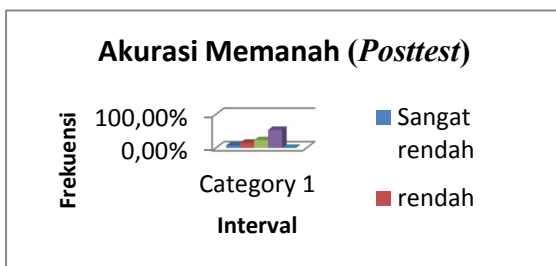 Akurasi Memanah (Posttest)
Frekuensi
100,00%
0,00%
Category 1
Interval
Sangat
rendah
rendah